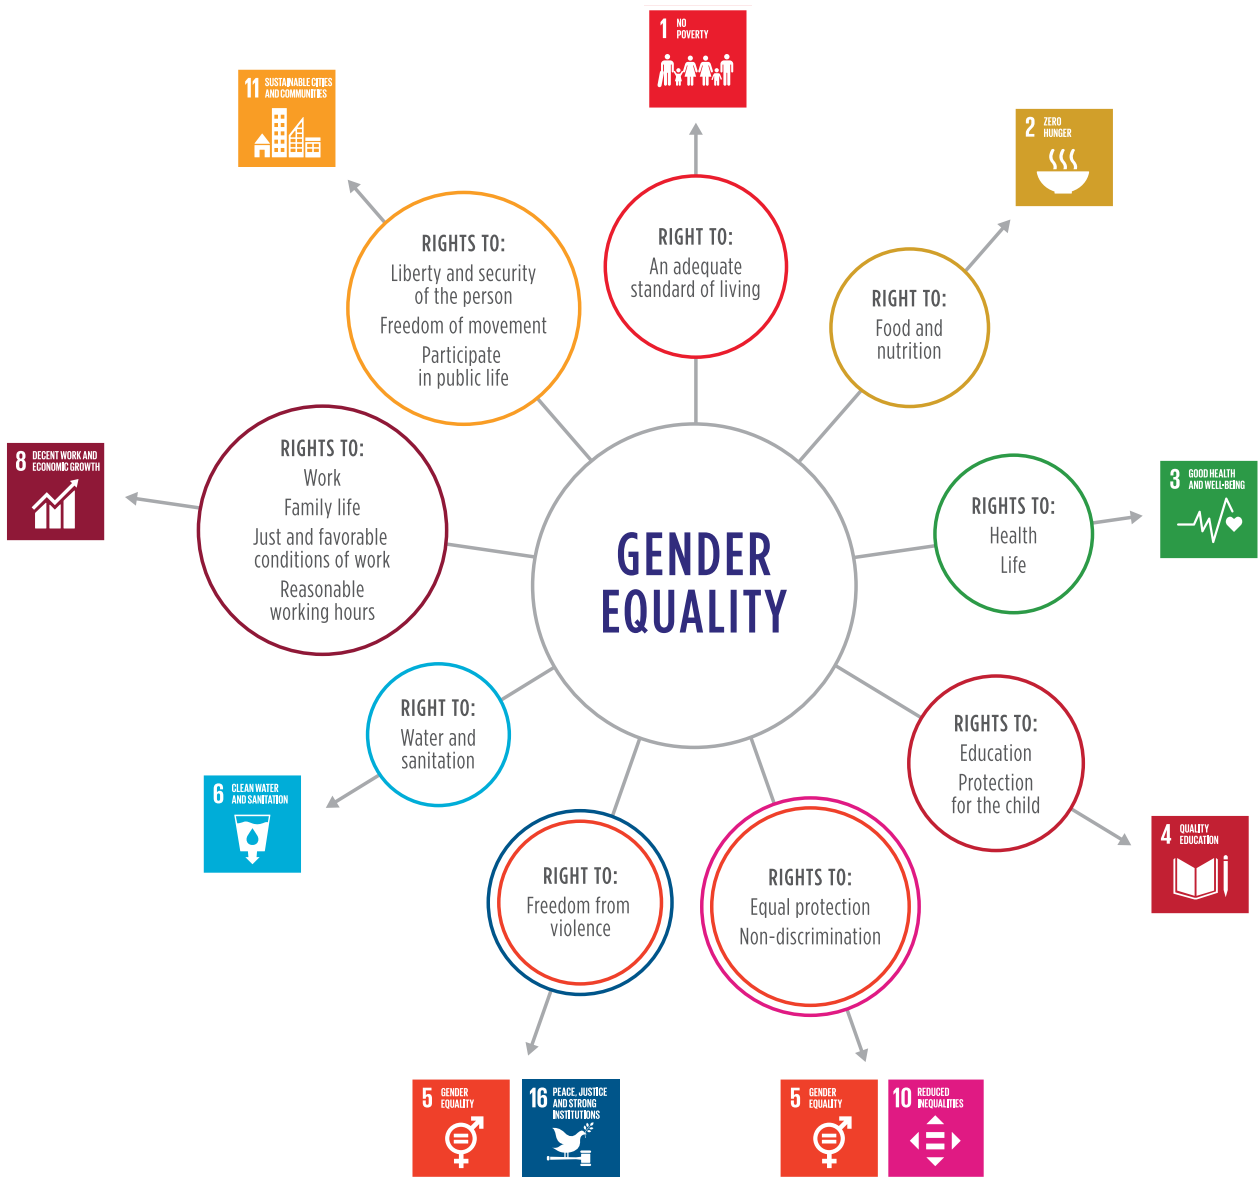 1 NO
POVERTY
RIGHT TO:
An adequate
standard of living
2 ZERO
HUNGER
RIGHT TO:
Food and
nutrition
3 GOOD HEALTH
AND WELL-BEING
RIGHTS TO:
Health
Life
4 QUALITY
EDUCATION
RIGHTS TO:
Education
Protection
for the child
5 GENDER
EQUALITY
10 REDUCED
INEQUALITIES
RIGHTS TO:
Equal protection
Non-discrimination
5 GENDER
EQUALITY
16 PEACE, JUSTICE
AND STRONG
INSTITUTIONS
RIGHT TO:
Freedom from
violence
6 CLEAN WATER
AND SANITATION
RIGHT TO:
Water and
sanitation
8 DECENT WORK AND
ECONOMIC GROWTH
RIGHTS TO:
Work
Family life
Just and favorable
conditions of work
Reasonable
working hours
11 SUSTAINABLE CITIES
AND COMMUNITIES
RIGHTS TO:
Liberty and security
of the person
Freedom of movement
Participate
in public life
GENDER
EQUALITY